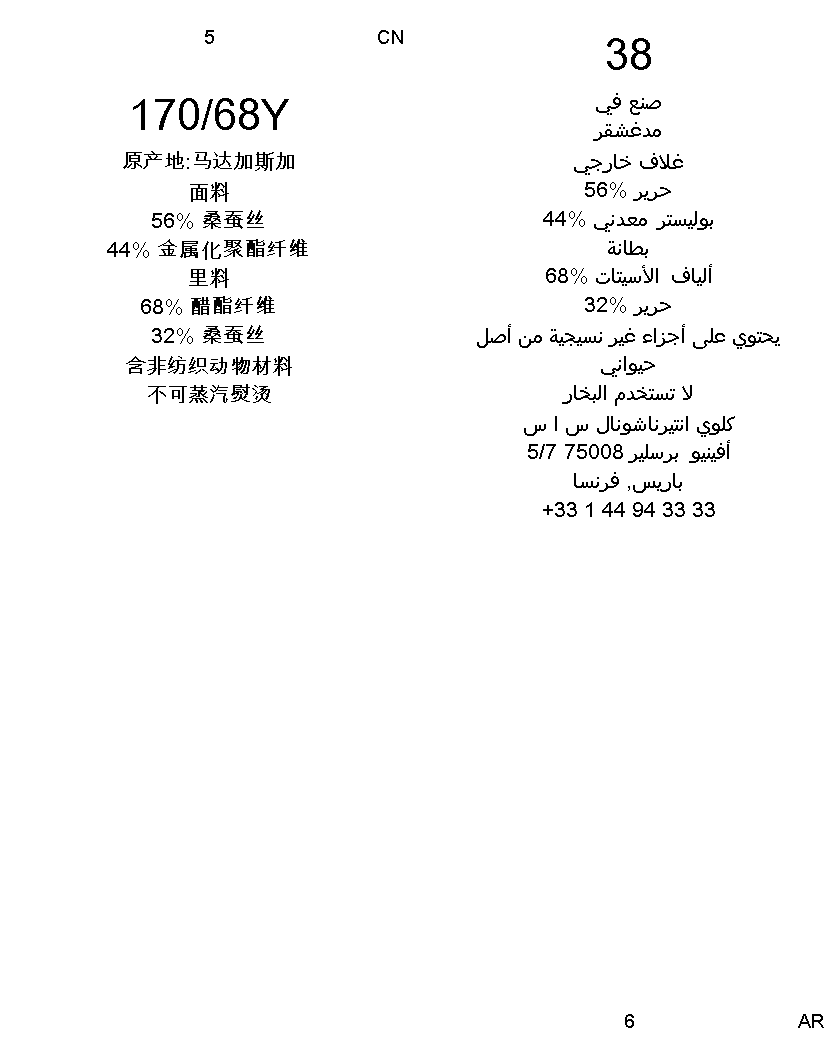 5
CN
170/68Y
原产地:马达加斯加
面料
56% 桑蚕丝
44% 金属化聚酯纤维
里料
68% 醋酯纤维
32% 桑蚕丝
含非纺织动物材料
不可蒸汽熨烫
38
صنع في
مدغشقر
غلاف خارجي
56% حرير
44% بوليستر معدني
بطانة
68% ألياف الأسيتات
32% حرير
يحتوي على أجزاء غير نسيجية من أصل
حيواني
لا تستخدم البخار
كلوي انتيرناشونال س ا س
5/7 أفينيو برسلير 75008
باريس, فرنسا
+33 1 44 94 33 33
6
AR